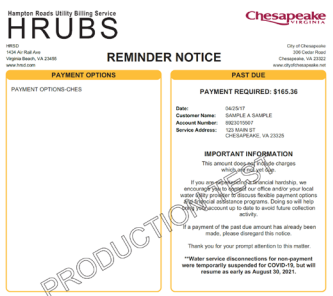 Hampton Roads Utility Billing Service
HRUBS
HRSD
1434 Air Rail Ave
Virginia Beach, VA 23455
www.hrsd.com
REMINDER NOTICE
Chesapeake
VIRGINIA
City of Chesapeake
306 Cedar Road
Chesapeake, VA 23322
www.cityofchesapeake.net
PAYMENT OPTIONS
PAYMENT OPTIONS-CHES
PAST DUE
PAYMENT REQUIRED: $165.36
Date: 04/25/17
Customer Name: SAMPLE A SAMPLE
Account Number:
Service Address: 123 MAIN ST
CHESAPEAKE, VA 23325
IMPORTANT INFORMATION
This amount does not include charges
which are not yet due.
If you are experiencing a financial hardship, we
encourage you to contact our office and/or your local
water utility provider to discuss flexible payment options
and financial assistance programs. Doing so will help
bring your account up to date to avoid future collection
activity.
If a payment of the past due amount has already been
made, please disregard this notice.
Thank you for your prompt attention to this matter.
**Water service disconnections for non-payment
were temporarily suspended for COVID-19, but will
resume as early as August 30, 2021.
PRODUCTION TEST